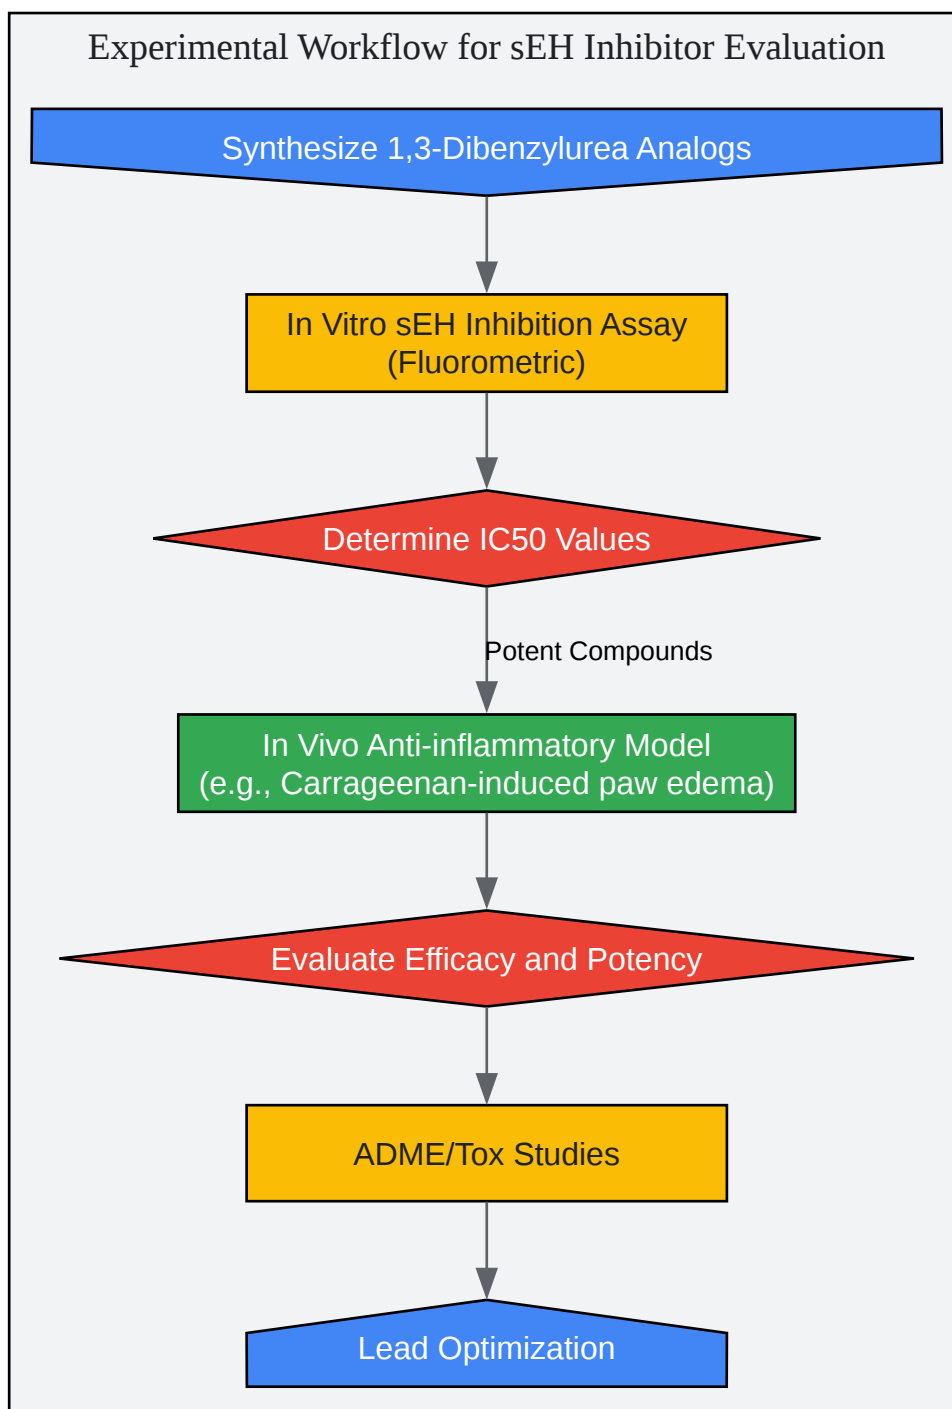 Experimental Workflow for sEH Inhibitor Evaluation
Synthesize 1,3-Dibenzylurea Analogs
In Vitro sEH Inhibition Assay
(Fluorometric)
Determine IC50 Values
Potent Compounds
In Vivo Anti-inflammatory Model
(e.g., Carrageenan-induced paw edema)
Evaluate Efficacy and Potency
ADME/Tox Studies
Lead Optimization